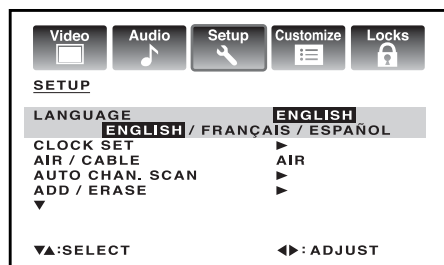 Video Audio Setup Customize Locks
SETUP
LANGUAGE ENGLISH
ENGLISH / FRANÇAIS / ESPAÑOL
CLOCK SET ►
AIR / CABLE AIR
AUTO CHAN. SCAN ►
ADD / ERASE ►
▼
▼▲:SELECT ◄►: ADJUST